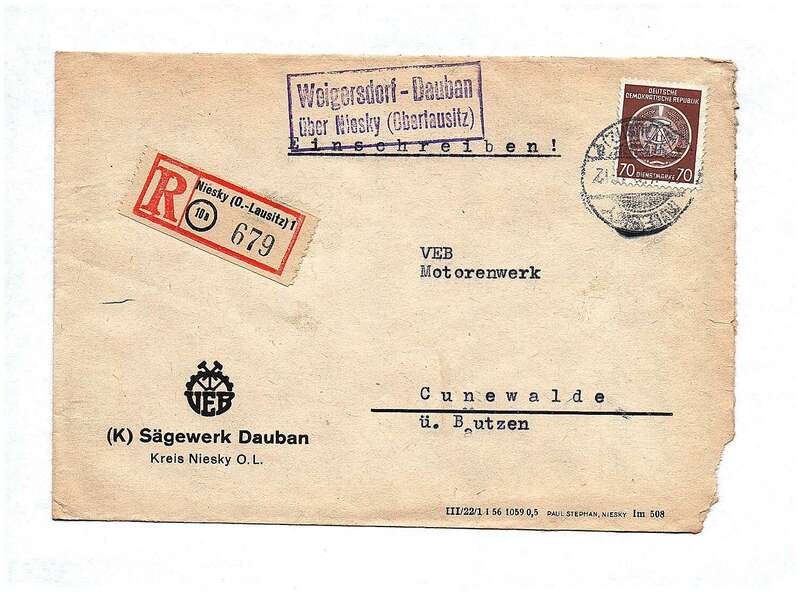 Weigersdorf - Dauban
über Niesky (Oberlausitz)
Einschreiben!
DEUTSCHE
DEMOKRATISCHE REPUBLIK
70 DIENSTMARKE 70
R
Niesky (O.-Lausitz) 1
10a
679
VEB
Motorenwerk
Cunewalde
ü. Bautzen
VEB
(K) Sägewerk Dauban
Kreis Niesky O. L.
III/22/1 1 56 1059 0,5 PAUL STEPHAN, NIESKY Im 508